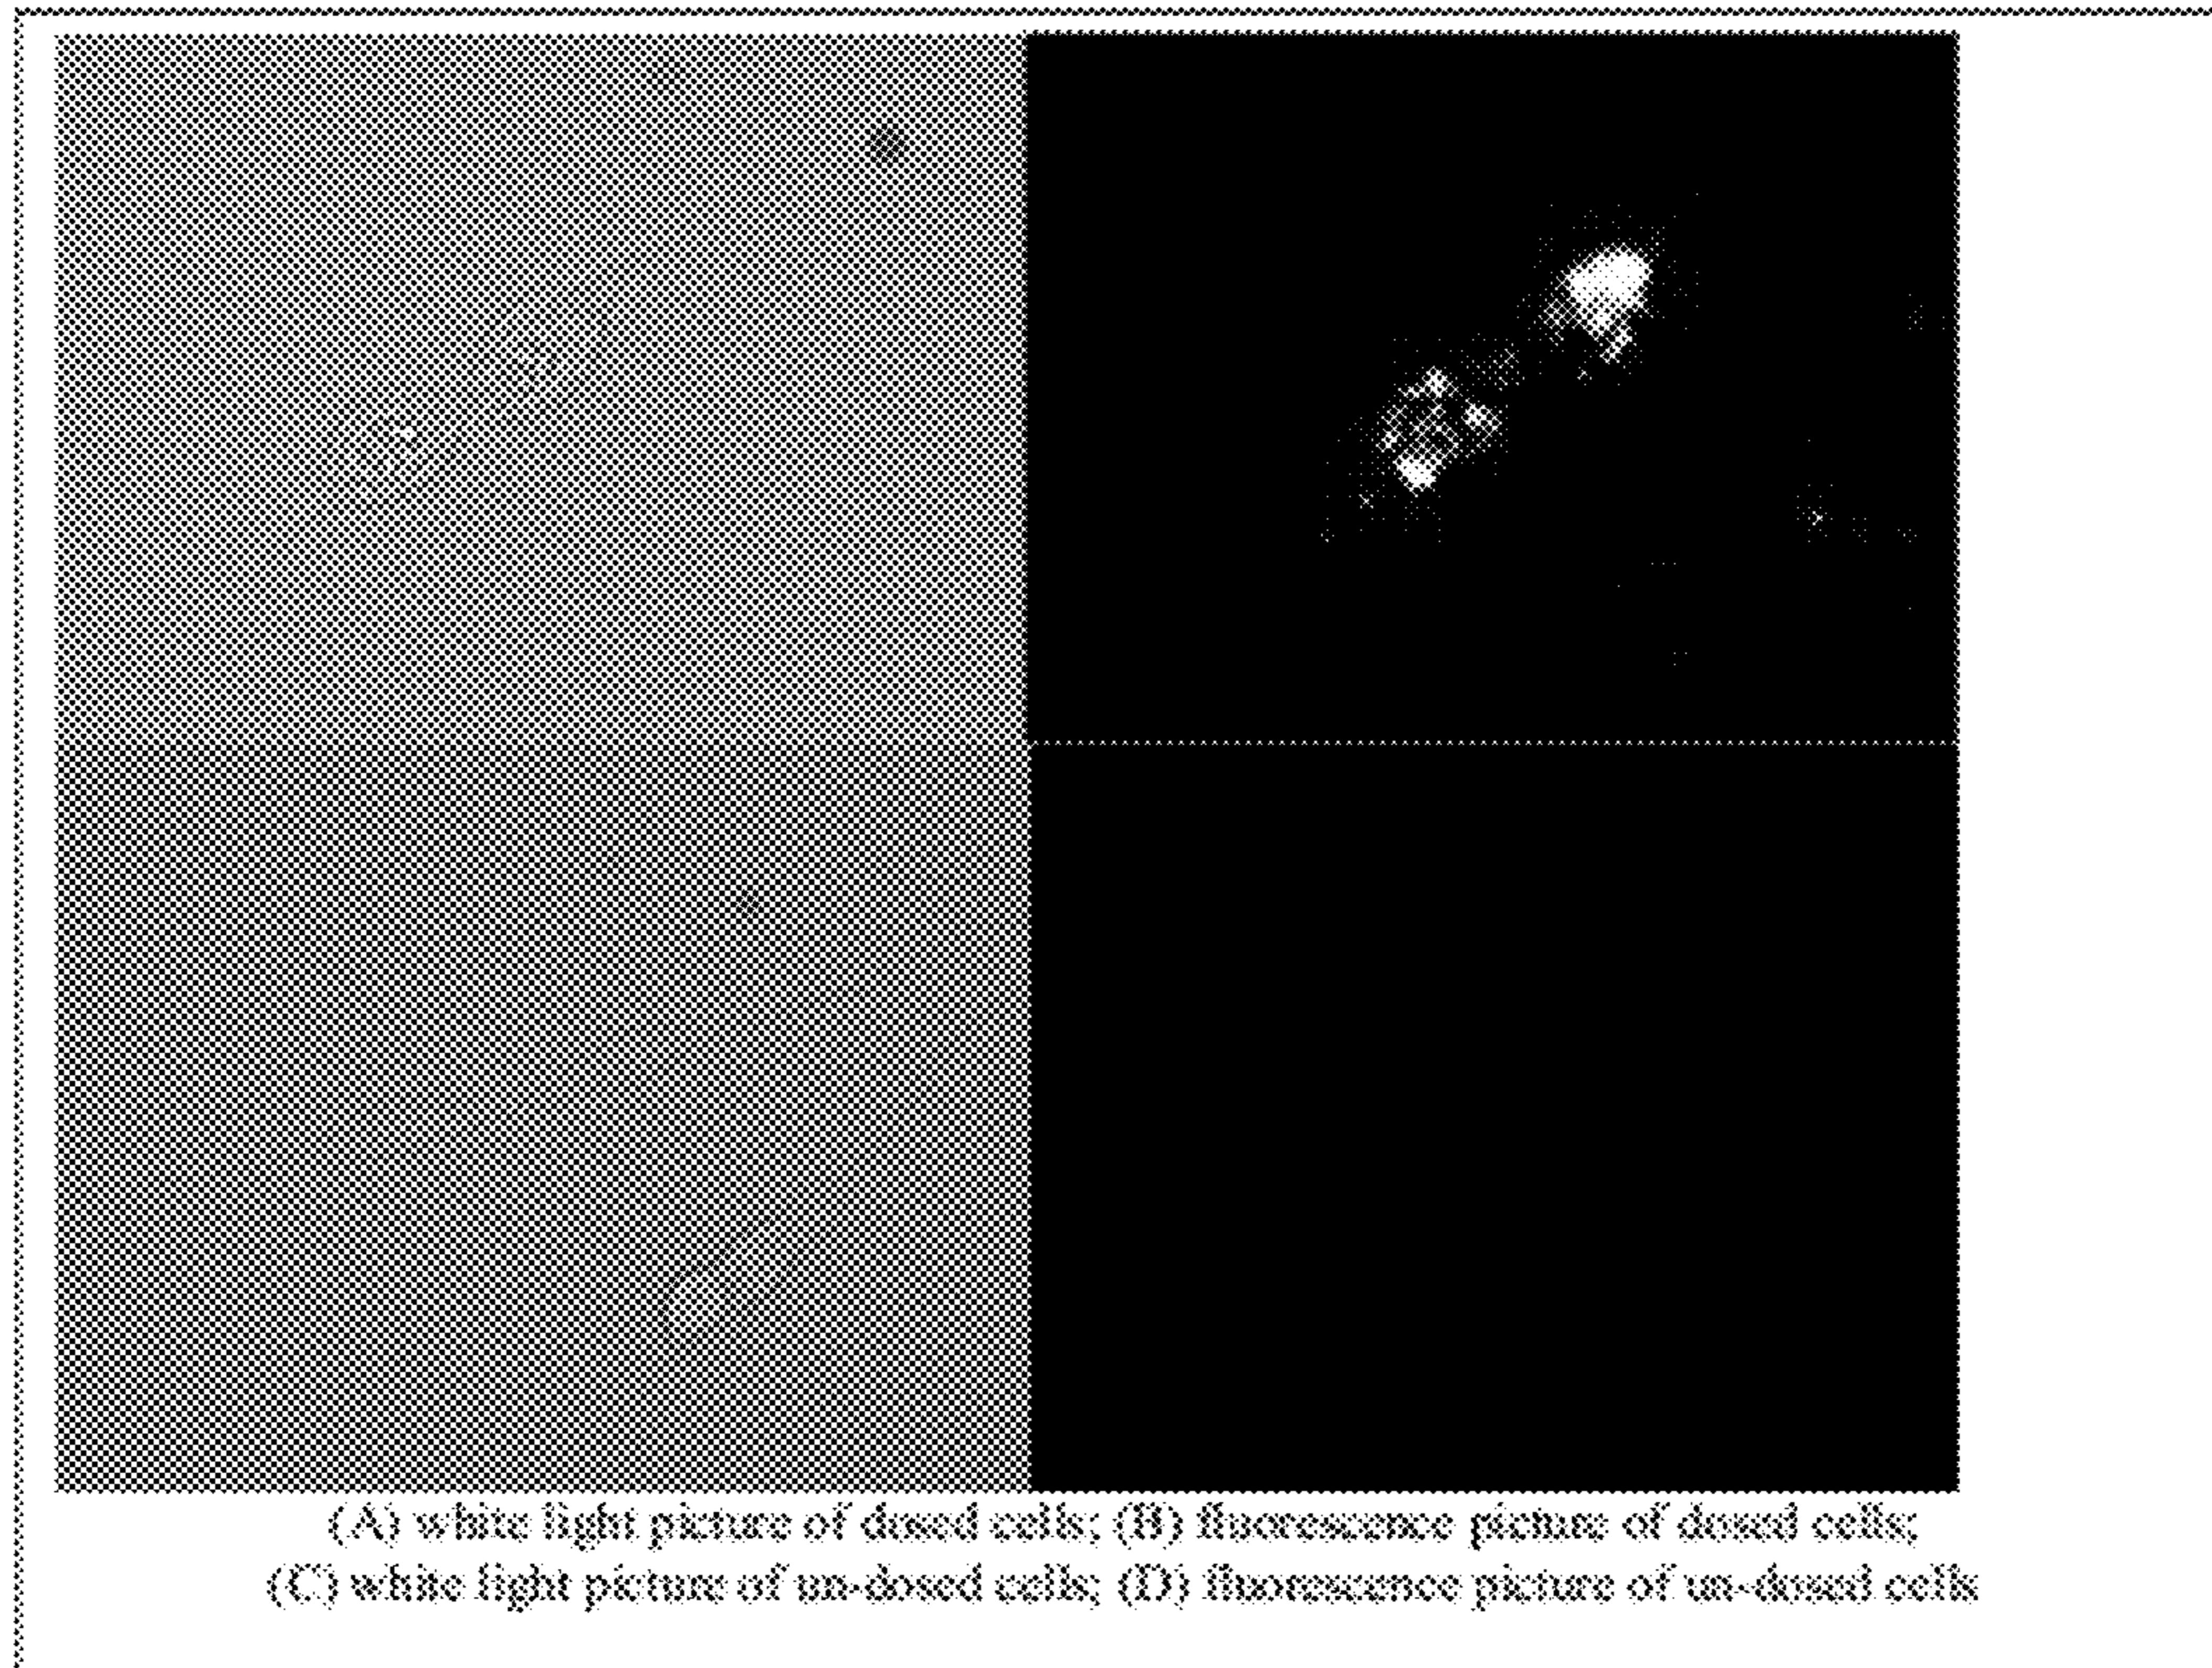 (A) white light picture of dosed cells; (B) fluorescence picture of dosed cells;
(C) white light picture of un-dosed cells; (D) fluorescence picture of un-dosed cells